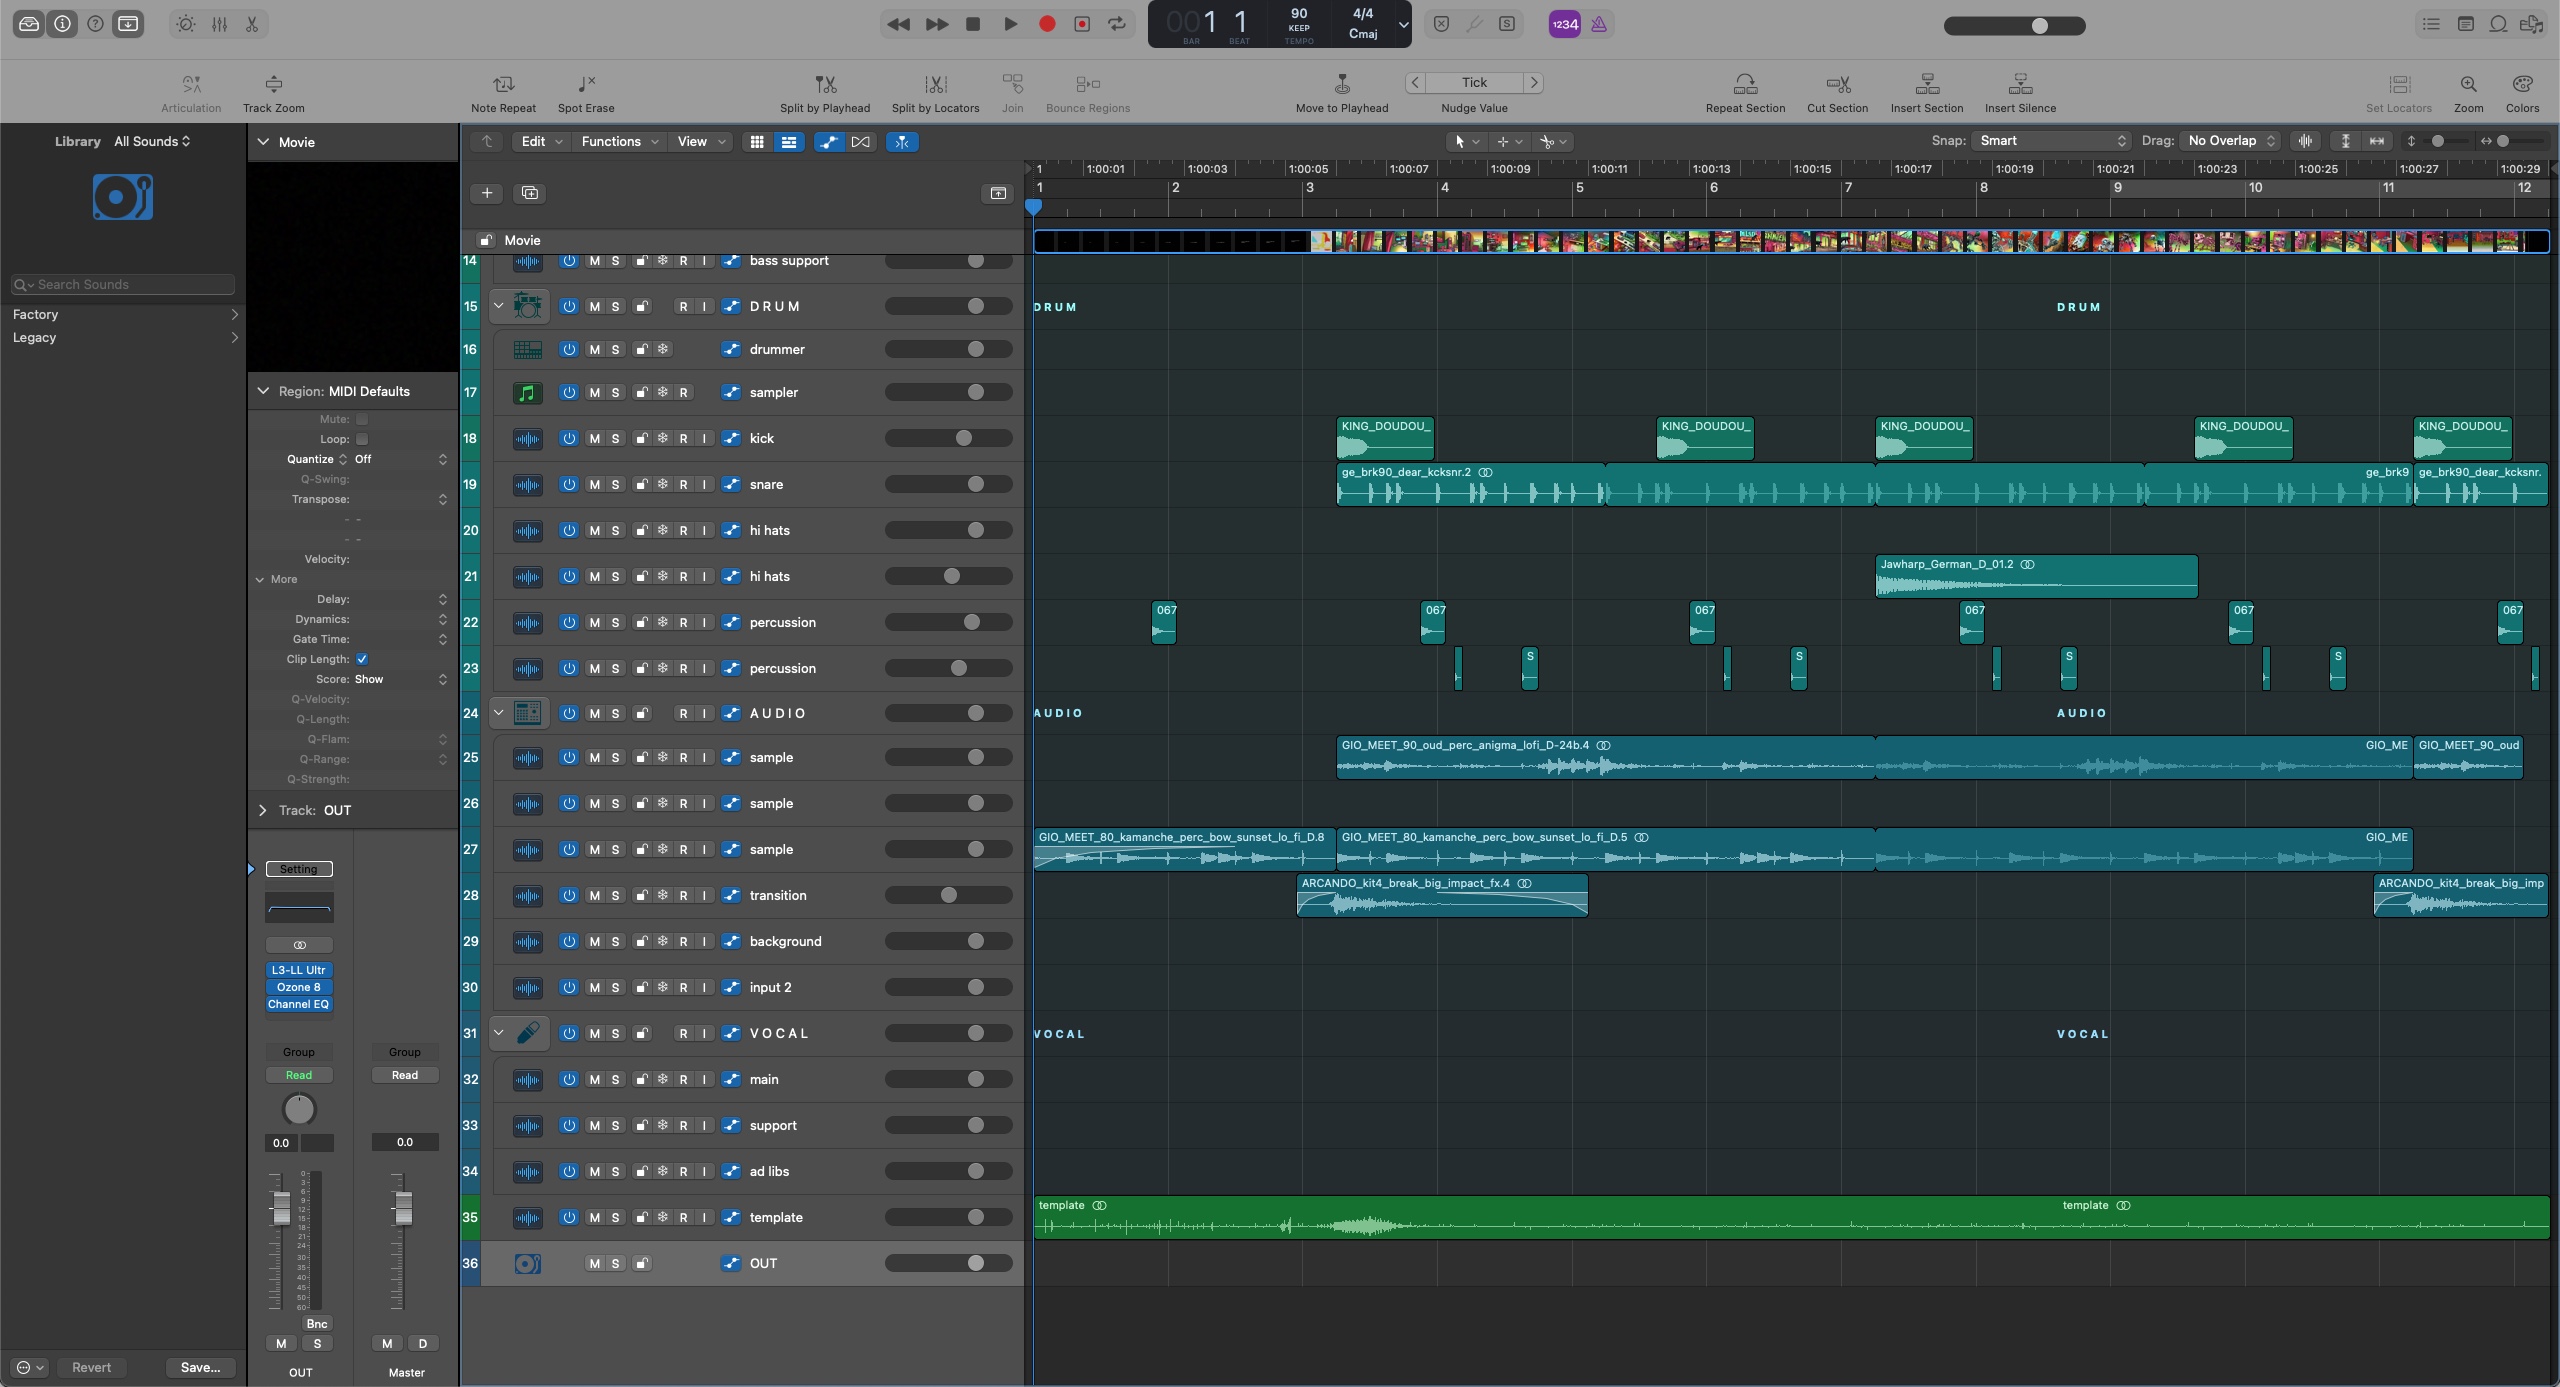 1 1
BAR BEAT
90
KEEP
TEMPO
4/4
Cmaj
S
1234
Articulation
Track Zoom
Note Repeat
Spot Erase
Split by Playhead
Split by Locators
Join
Bounce Regions
Move to Playhead
Tick
Nudge Value
Repeat Section
Cut Section
Insert Section
Insert Silence
Set Locators
Zoom
Colors
Library All Sounds
Search Sounds
Factory
Legacy
Movie
Region: MIDI Defaults
Mute:
Loop:
Quantize Off
Q-Swing:
Transpose:
- -
- -
Velocity:
More
Delay:
Dynamics:
Gate Time:
Clip Length:
Score: Show
Q-Velocity:
Q-Length:
Q-Flam:
Q-Range:
Q-Strength:
Track: OUT
Setting
L3-LL Ultr
Ozone 8
Channel EQ
Group
Read
0.0
Bnc
M S
OUT
Group
Read
0.0
M D
Master
Revert
Save...
Edit Functions View
Snap: Smart
Drag: No Overlap
1 1:00:01 1:00:03 1:00:05 1:00:07 1:00:09 1:00:11 1:00:13 1:00:15 1:00:17 1:00:19 1:00:21 1:00:23 1:00:25 1:00:27 1:00:29
1 2 3 4 5 6 7 8 9 10 11 12
Movie
14 M S R I bass support
15 M S R I DRUM
DRUM DRUM
16 M S drummer
17 M S R sampler
18 M S R I kick
KING_DOUDOU_ KING_DOUDOU_ KING_DOUDOU_ KING_DOUDOU_ KING_DOUDOU_
19 M S R I snare
ge_brk90_dear_kcksnr.2 ge_brk9 ge_brk90_dear_kcksnr.
20 M S R I hi hats
21 M S R I hi hats
Jawharp_German_D_01.2
22 M S R I percussion
067 067 067 067 067 067
23 M S R I percussion
S S S S
24 M S R I AUDIO
AUDIO AUDIO
25 M S R I sample
GIO_MEET_90_oud_perc_anigma_lofi_D-24b.4 GIO_ME GIO_MEET_90_oud
26 M S R I sample
27 M S R I sample
GIO_MEET_80_kamanche_perc_bow_sunset_lo_fi_D.8 GIO_MEET_80_kamanche_perc_bow_sunset_lo_fi_D.5 GIO_ME
28 M S R I transition
ARCANDO_kit4_break_big_impact_fx.4 ARCANDO_kit4_break_big_imp
29 M S R I background
30 M S R I input 2
31 M S R I VOCAL
VOCAL VOCAL
32 M S R I main
33 M S R I support
34 M S R I ad libs
35 M S R I template
template template
36 M S OUT